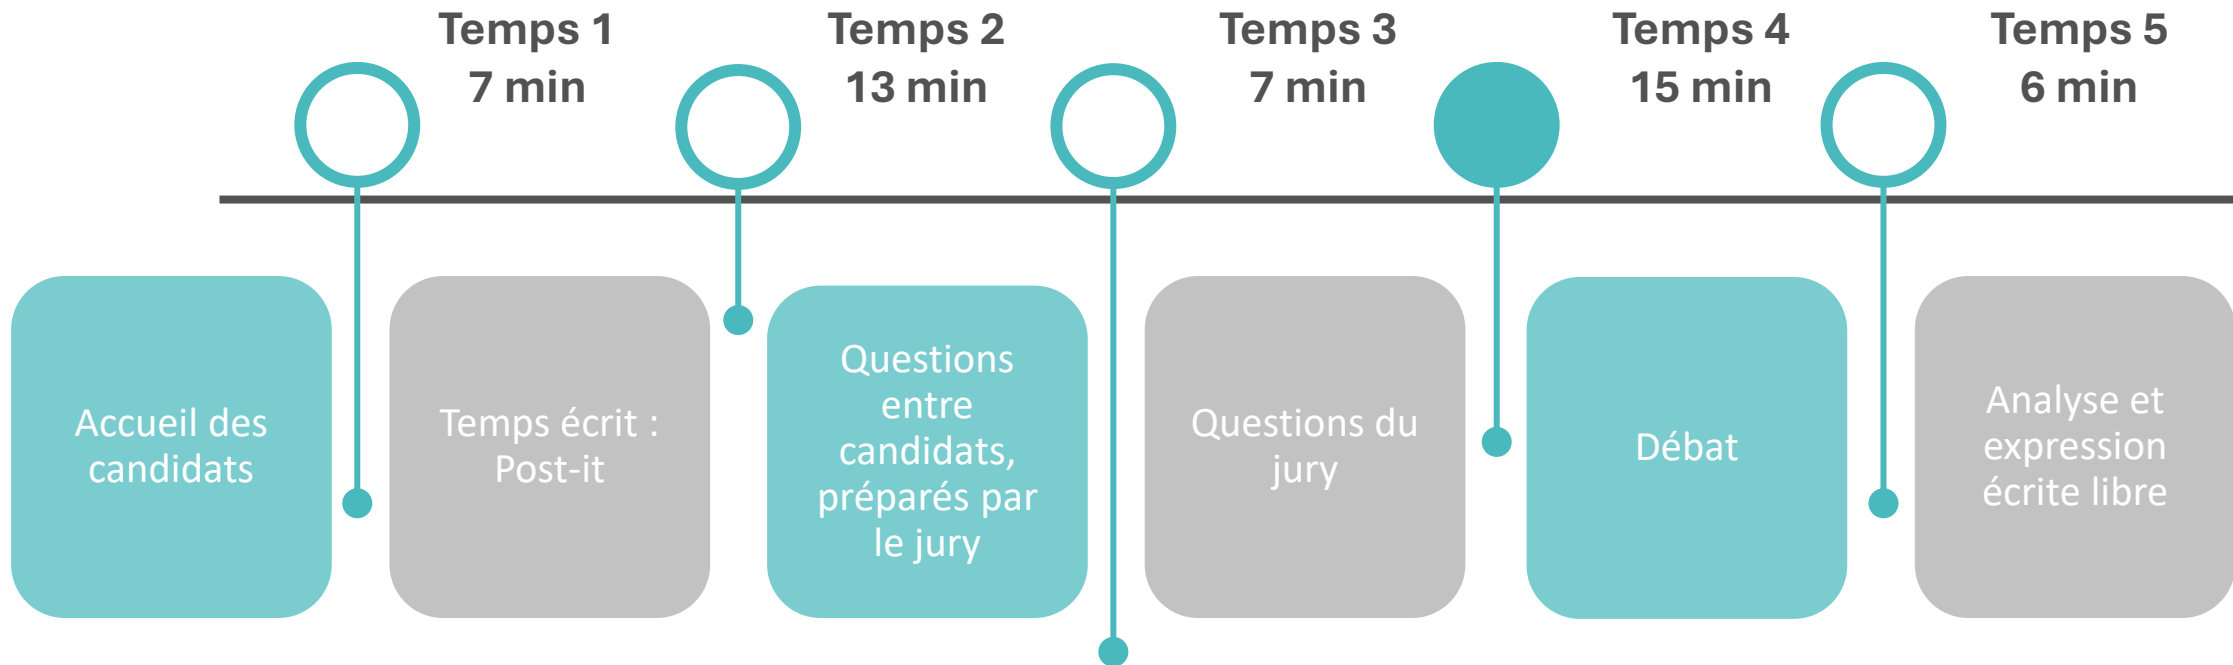 Temps 1
7 min
Temps 2
13 min
Temps 3
7 min
Temps 4
15 min
Temps 5
6 min
Accueil des
candidats
Temps écrit :
Post-it
Questions
entre
candidats,
préparés par
le jury
Questions du
jury
Débat
Analyse et
expression
écrite libre